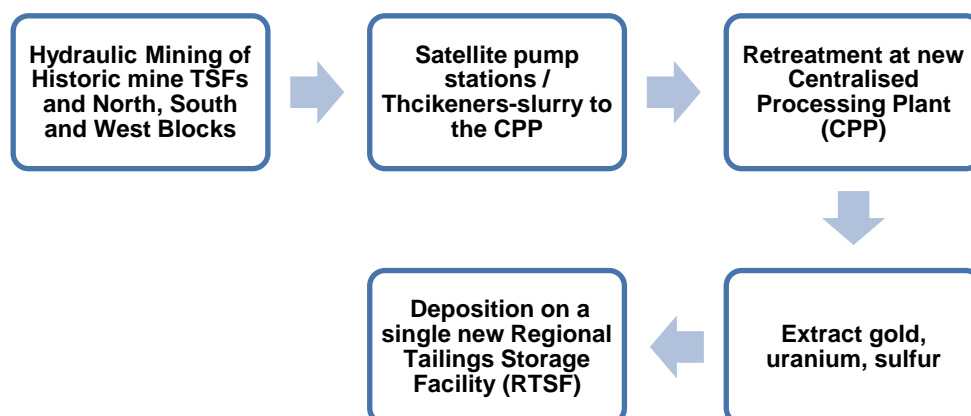 Hydraulic Mining of
Historic mine TSFs
and North, South
and West Blocks
Satellite pump
stations /
Thcikeners-slurry to
the CPP
Retreatment at new
Centralised
Processing Plant
(CPP)
Extract gold,
uranium, sulfur
Deposition on a
single new Regional
Tailings Storage
Facility (RTSF)